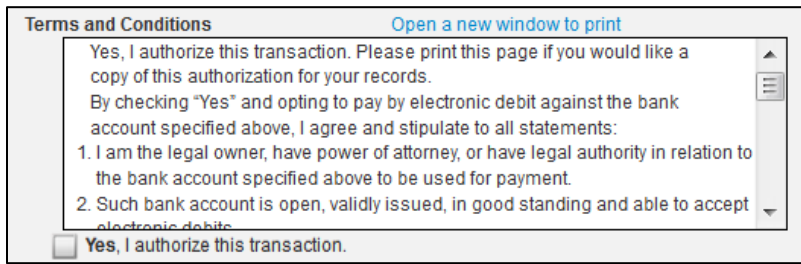 Terms and Conditions Open a new window to print
Yes, I authorize this transaction. Please print this page if you would like a
copy of this authorization for your records.
By checking “Yes” and opting to pay by electronic debit against the bank
account specified above, I agree and stipulate to all statements:
1. I am the legal owner, have power of attorney, or have legal authority in relation to
the bank account specified above to be used for payment.
2. Such bank account is open, validly issued, in good standing and able to accept
electronic debits
Yes, I authorize this transaction.